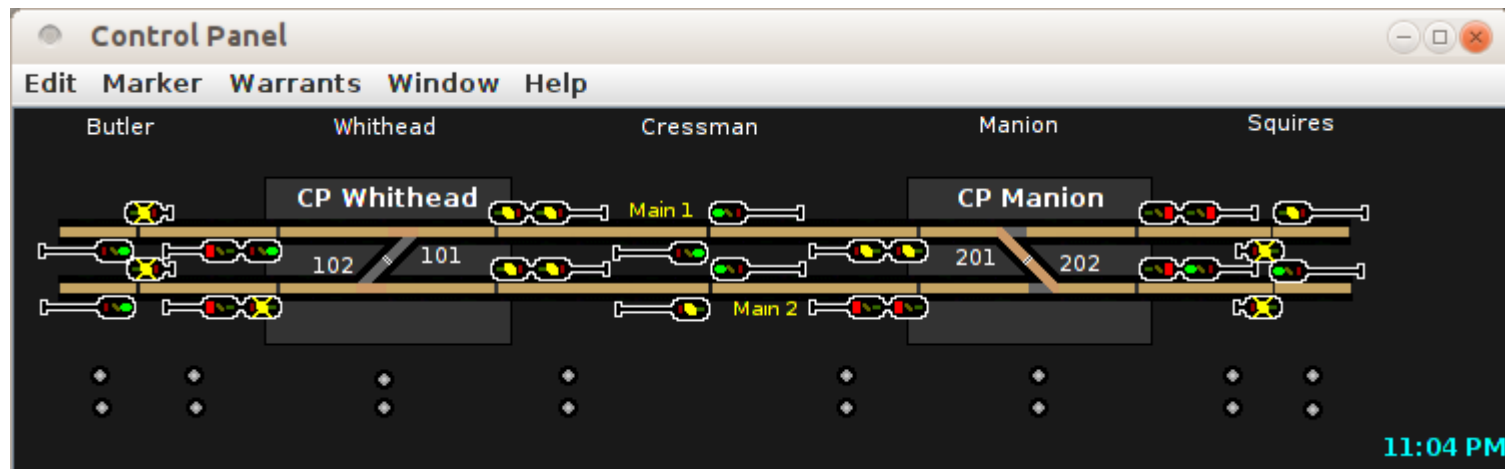 Control Panel
Edit Marker Warrants Window Help
Butler Whithead Cressman Manion Squires
CP Whithead Main 1 CP Manion
102 101 201 202
Main 2
11:04 PM